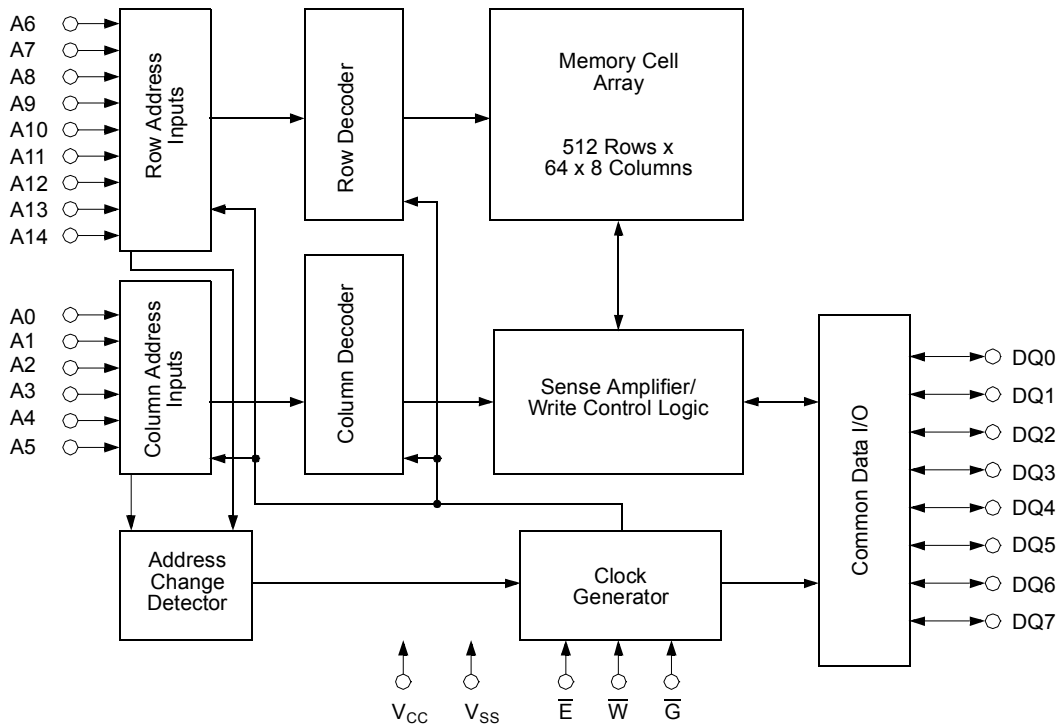 A6
A7
A8
A9
A10
A11
A12
A13
A14
Row Address
Inputs
Row Decoder
Memory Cell
Array
512 Rows x
64 x 8 Columns
A0
A1
A2
A3
A4
A5
Column Address
Inputs
Column Decoder
Sense Amplifier/
Write Control Logic
Common Data I/O
DQ0
DQ1
DQ2
DQ3
DQ4
DQ5
DQ6
DQ7
Address
Change
Detector
Clock
Generator
V_CC
V_SS
E̅
W̅
G̅